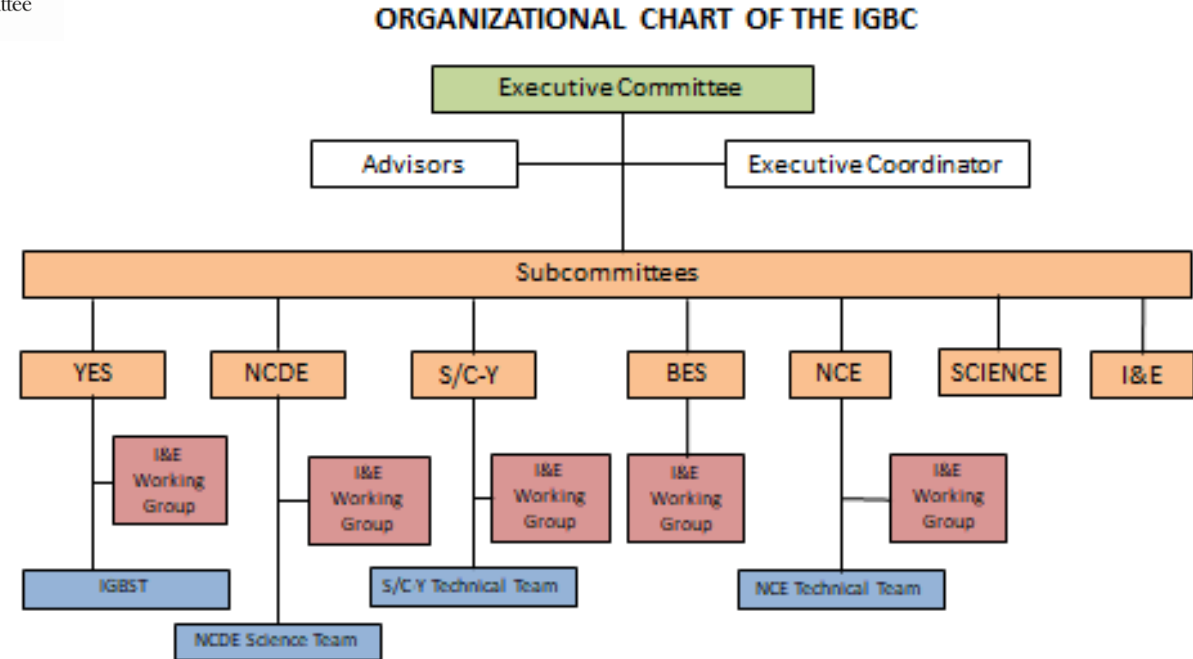 ORGANIZATIONAL CHART OF THE IGBC
Executive Committee
Advisors
Executive Coordinator
Subcommittees
YES
NCDE
S/C-Y
BES
NCE
SCIENCE
I&E
I&E
Working
Group
I&E
Working
Group
I&E
Working
Group
I&E
Working
Group
I&E
Working
Group
IGBST
S/C-Y Technical Team
NCE Technical Team
NCDE Science Team